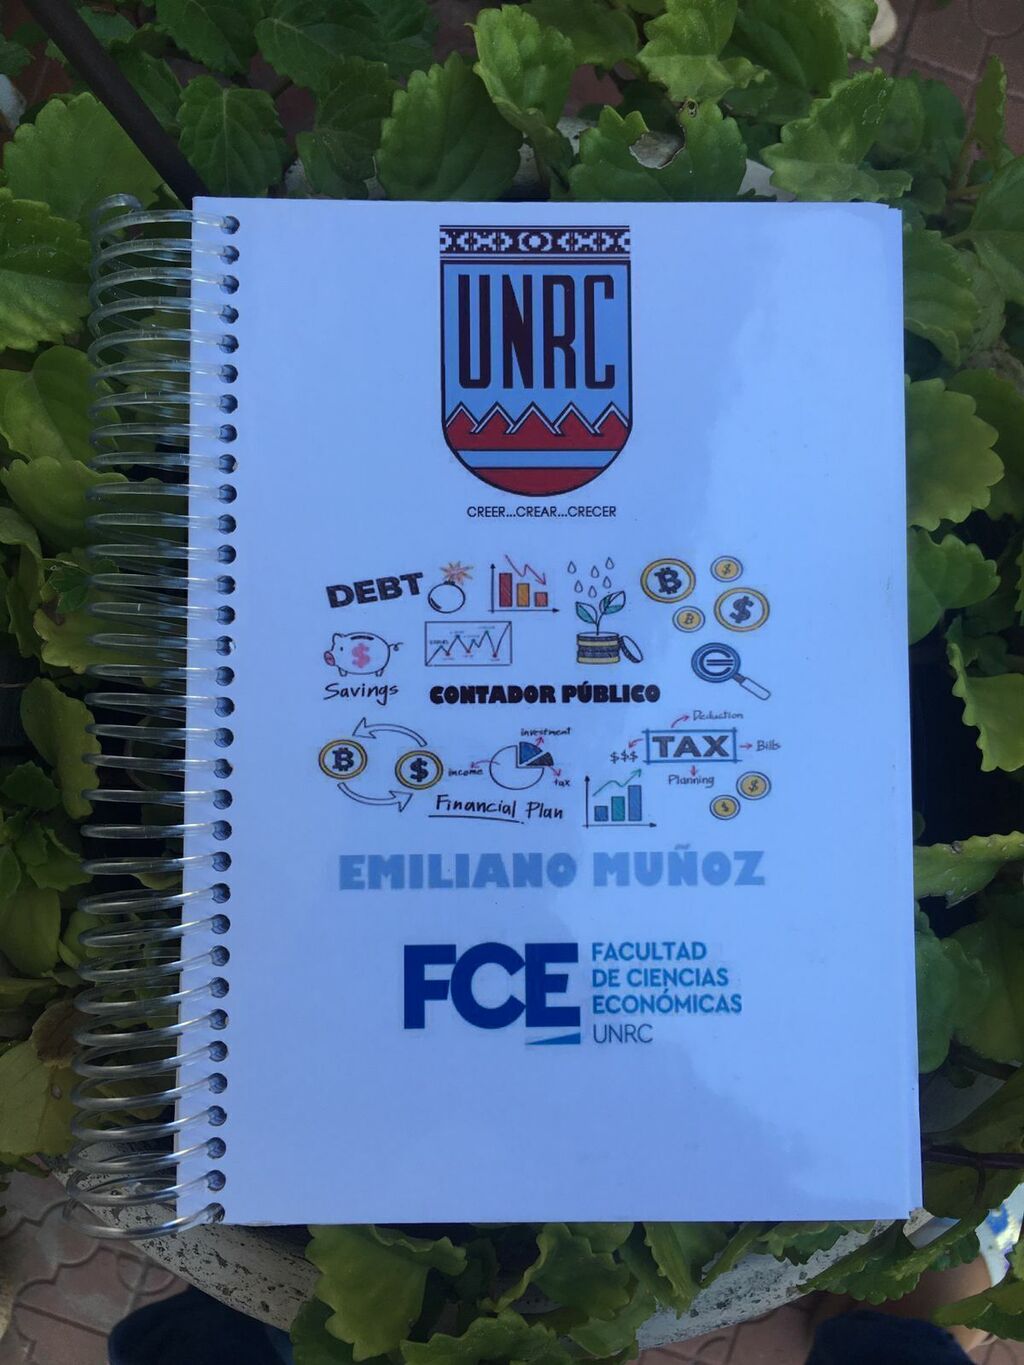 UNRC
CREER...CREAR...CRECER
DEBT
Savings
CONTADOR PÚBLICO
Deduction
investment
$$$
TAX
Bills
income
tax
Planning
Financial Plan
EMILIANO MUÑOZ
FCE
FACULTAD
DE CIENCIAS
ECONÓMICAS
UNRC